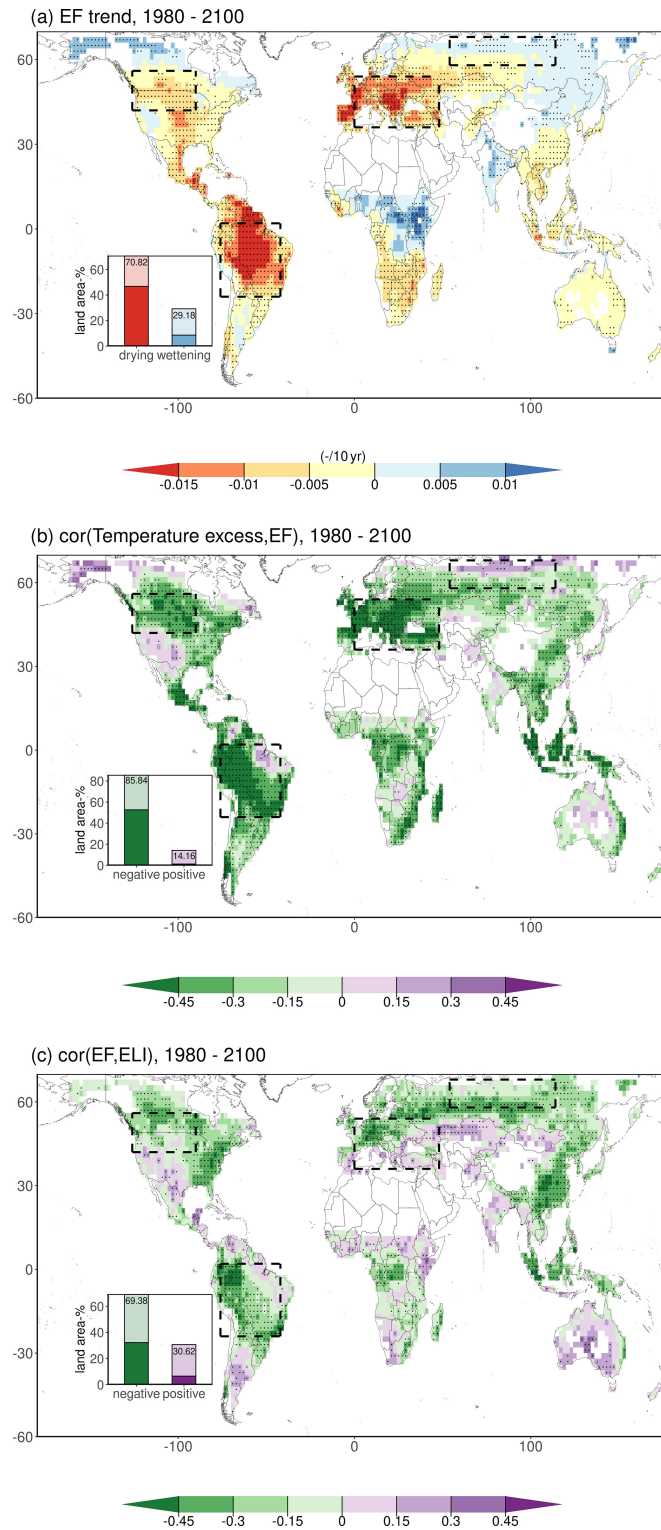 (a) EF trend, 1980 - 2100
60
30
0
-30
-60
land area-%
60
40
20
0
70.82
29.18
drying wettening
-100 0 100
(-/10 yr)
-0.015 -0.01 -0.005 0 0.005 0.01
(b) cor(Temperature excess,EF), 1980 - 2100
60
30
0
-30
-60
land area-%
80
60
40
20
0
85.84
14.16
negative positive
-100 0 100
-0.45 -0.3 -0.15 0 0.15 0.3 0.45
(c) cor(EF,ELI), 1980 - 2100
60
30
0
-30
-60
land area-%
60
40
20
0
69.38
30.62
negative positive
-100 0 100
-0.45 -0.3 -0.15 0 0.15 0.3 0.45